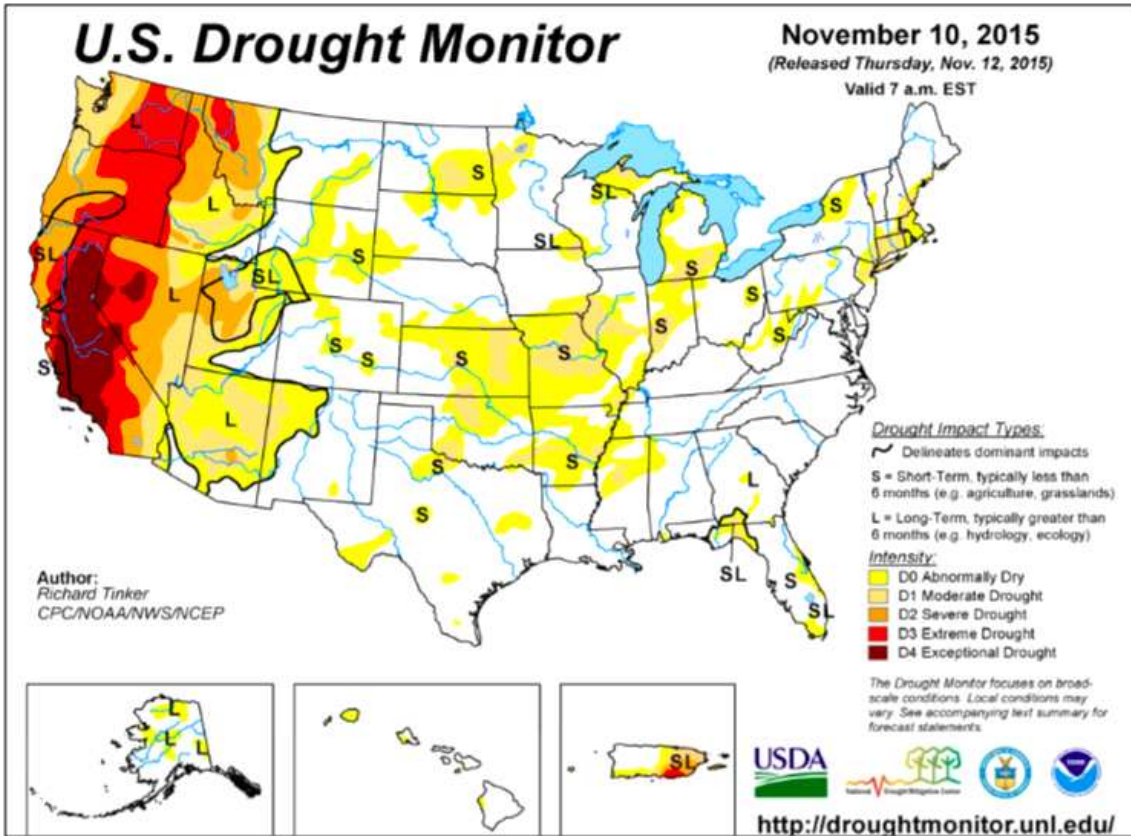 U.S. Drought Monitor
November 10, 2015
(Released Thursday, Nov. 12, 2015)
Valid 7 a.m. EST
L
L
SL
S
SL
S
SL
L
SL
S
S
S
SL
S
S
S
S
S
S
L
S
S
S
L
SL
S
SL
Drought Impact Types:
Delineates dominant impacts
S = Short-Term, typically less than
6 months (e.g. agriculture, grasslands)
L = Long-Term, typically greater than
6 months (e.g. hydrology, ecology)
Intensity:
D0 Abnormally Dry
D1 Moderate Drought
D2 Severe Drought
D3 Extreme Drought
D4 Exceptional Drought
Author:
Richard Tinker
CPC/NOAA/NWS/NCEP
The Drought Monitor focuses on broad-
scale conditions. Local conditions may
vary. See accompanying text summary for
forecast statements.
L
L
L
SL
USDA
National Drought Mitigation Center
http://droughtmonitor.unl.edu/